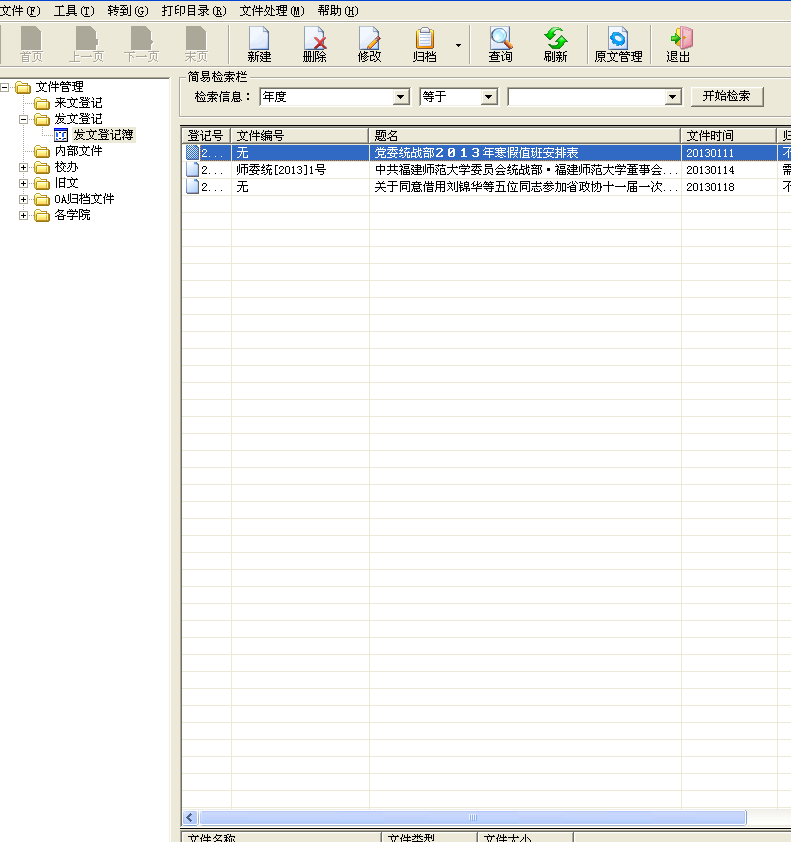 文件(F) 工具(T) 转到(G) 打印目录(R) 文件处理(M) 帮助(H)
首页 上一页 下一页 末页 新建 删除 修改 归档 查询 刷新 原文管理 退出
文件管理
来文登记
发文登记
发文登记簿
内部文件
校办
旧文
OA归档文件
各学院
简易检索栏
检索信息: 年度 等于 开始检索
登记号 文件编号 题名 文件时间 归
2... 无 党委统战部2013年寒假值班安排表 20130111 不
2... 师委统[2013]1号 中共福建师范大学委员会统战部·福建师范大学董事会... 20130114 需
2... 无 关于同意借用刘锦华等五位同志参加省政协十一届一次... 20130118 不
文件名称 文件类型 文件大小